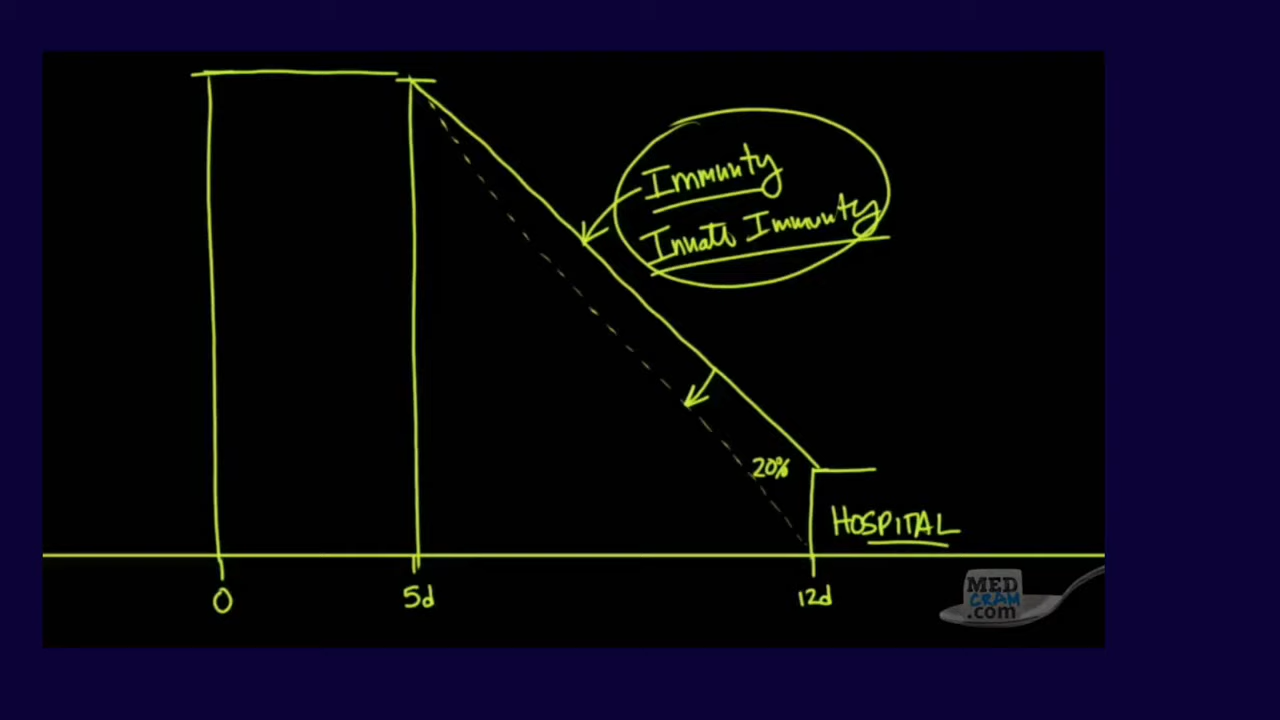 Immunity
Innate Immunity
20%
HOSPITAL
0
5d
12d
MED
CRAM
.com